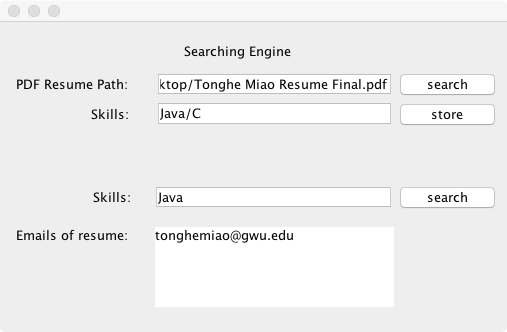 Searching Engine
PDF Resume Path: ktop/Tonghe Miao Resume Final.pdf search
Skills: Java/C store
Skills: Java search
Emails of resume: tonghemiao@gwu.edu